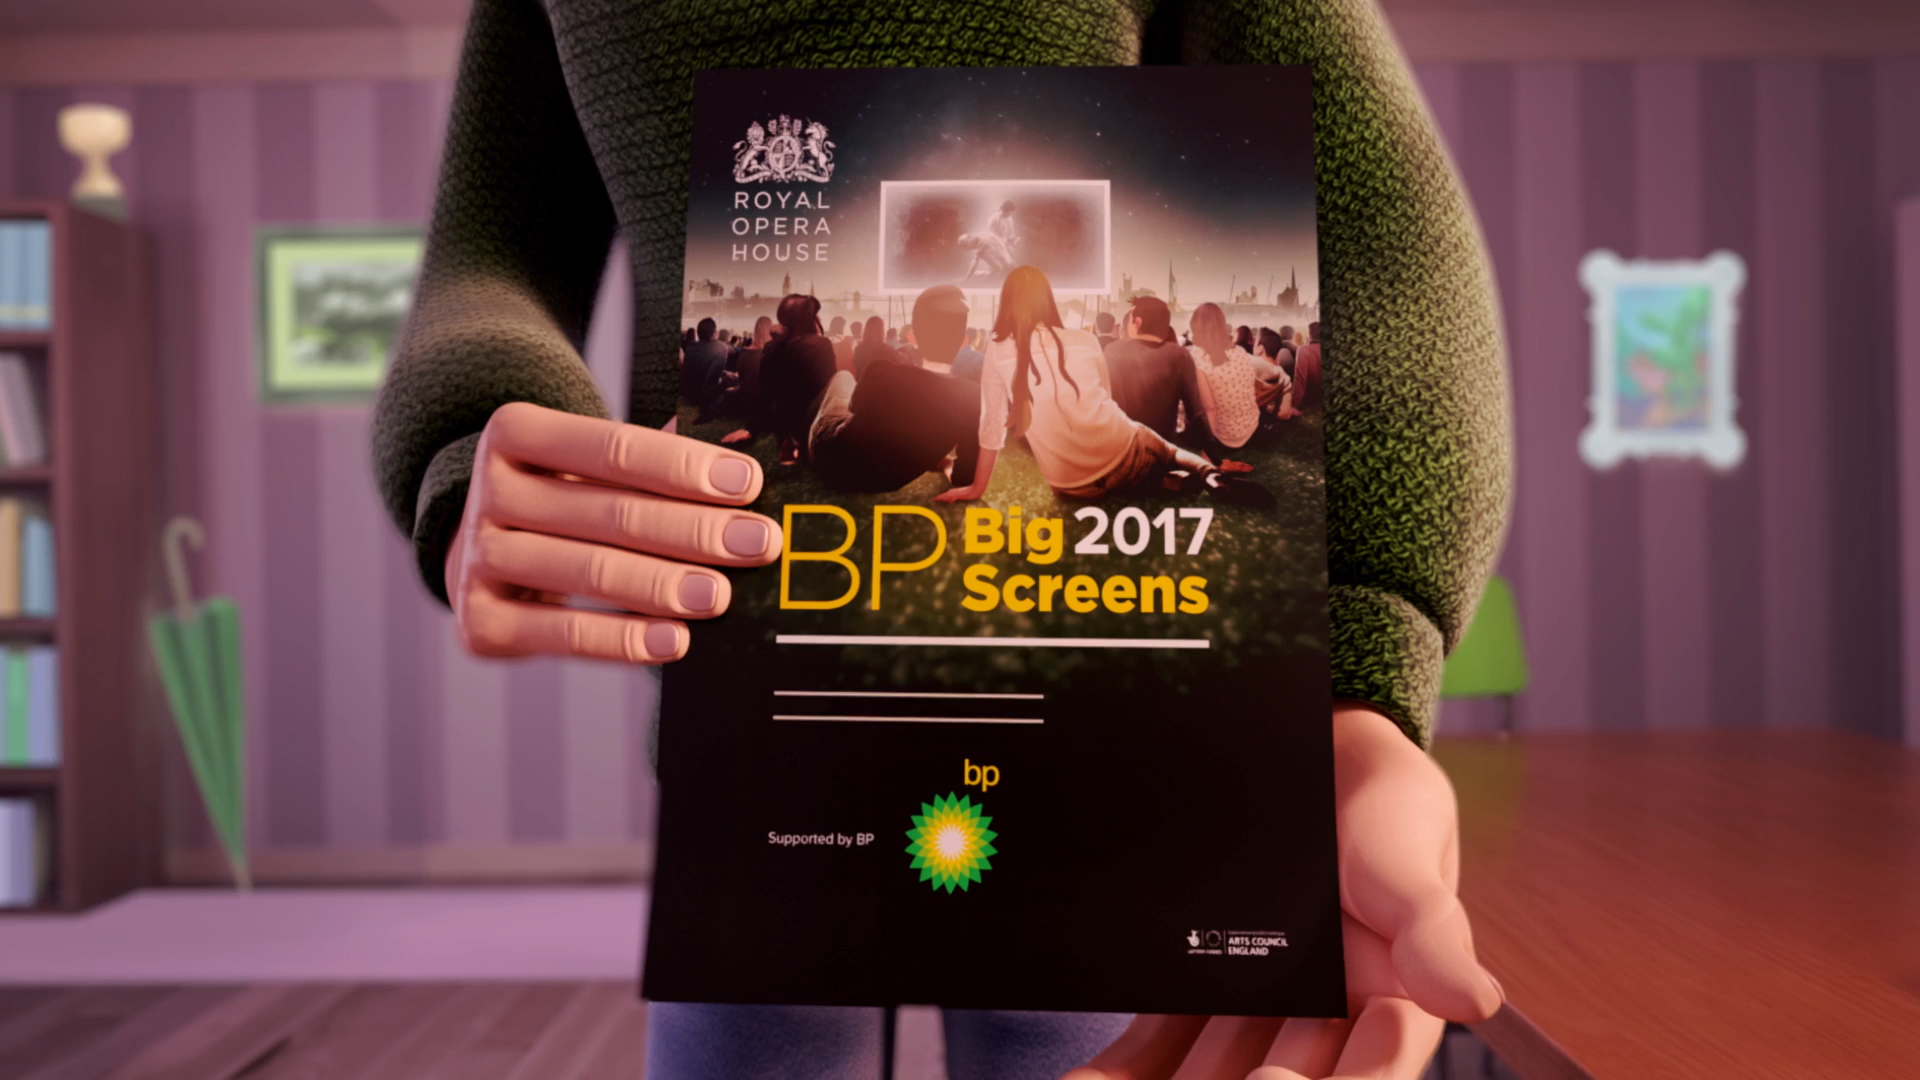 ROYAL
OPERA
HOUSE
BP Big 2017
Screens
bp
Supported by BP
ARTS COUNCIL
ENGLAND